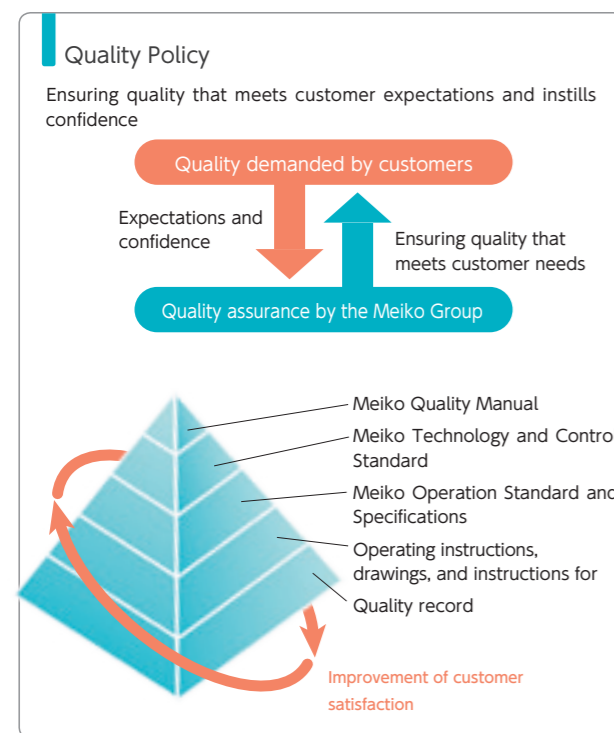 Quality Policy
Ensuring quality that meets customer expectations and instills
confidence
Quality demanded by customers
Expectations and
confidence
Ensuring quality that
meets customer needs
Quality assurance by the Meiko Group
Meiko Quality Manual
Meiko Technology and Contro
Standard
Meiko Operation Standard and
Specifications
Operating instructions,
drawings, and instructions for
Quality record
Improvement of customer
satisfaction